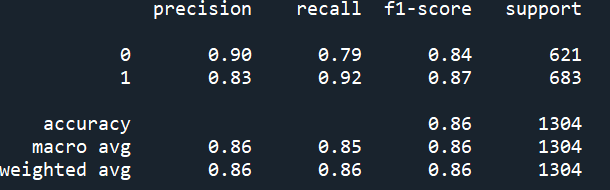 precision recall f1-score support
0 0.90 0.79 0.84 621
1 0.83 0.92 0.87 683
accuracy 0.86 1304
macro avg 0.86 0.85 0.86 1304
weighted avg 0.86 0.86 0.86 1304